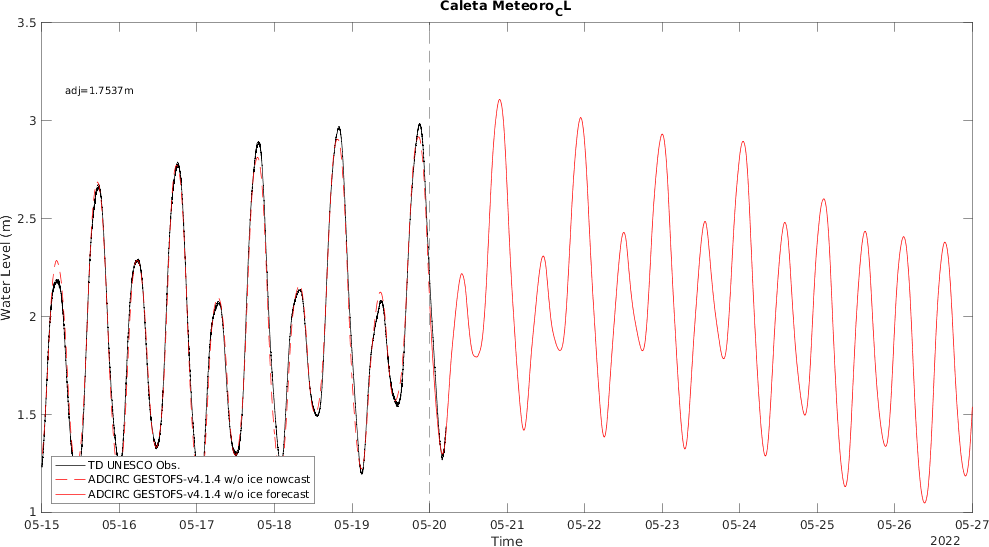 Caleta Meteoro_CL
3.5
adj=1.7537m
3
2.5
Water Level (m)
2
1.5
TD UNESCO Obs.
ADCIRC GESTOFS-v4.1.4 w/o ice nowcast
ADCIRC GESTOFS-v4.1.4 w/o ice forecast
1
05-15 05-16 05-17 05-18 05-19 05-20 05-21 05-22 05-23 05-24 05-25 05-26 05-27
Time
2022